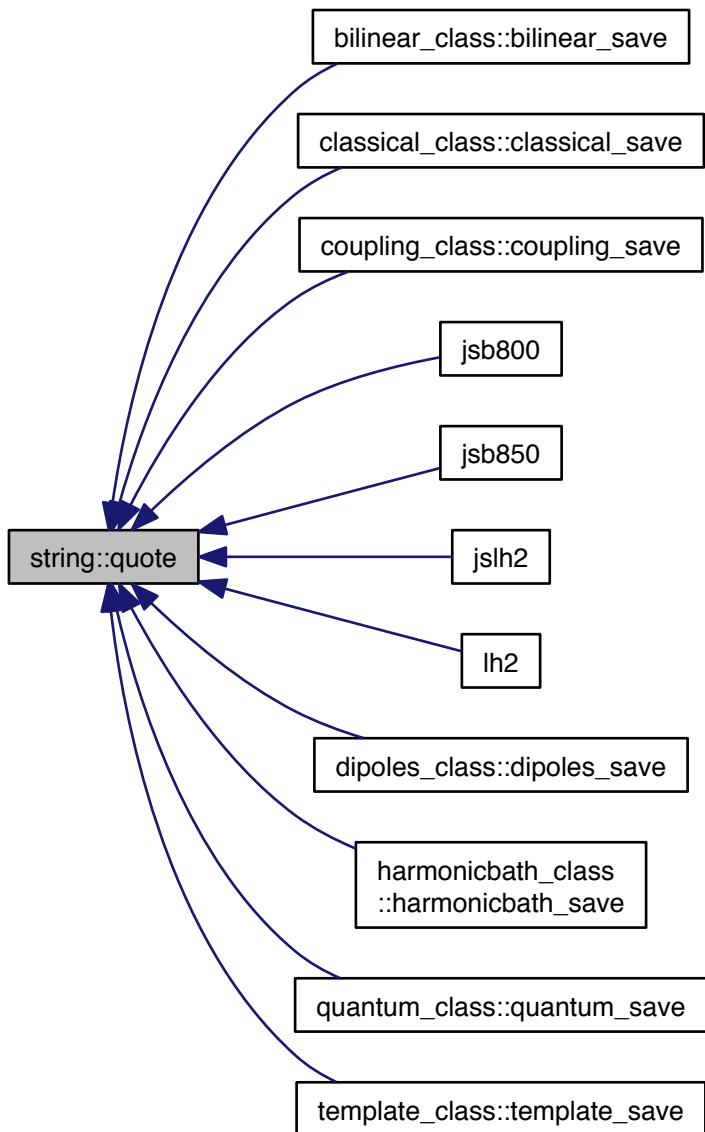 bilinear_class::bilinear_save
classical_class::classical_save
coupling_class::coupling_save
jsb800
jsb850
string::quote
jslh2
lh2
dipoles_class::dipoles_save
harmonicbath_class
::harmonicbath_save
quantum_class::quantum_save
template_class::template_save